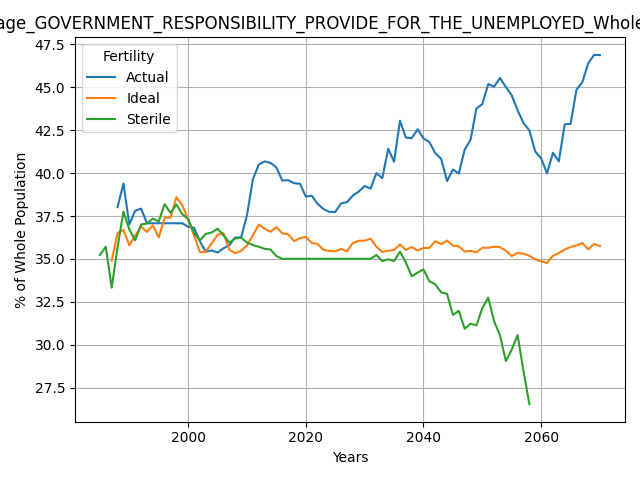 age_GOVERNMENT_RESPONSIBILITY_PROVIDE_FOR_THE_UNEMPLOYED_Whole
47.5
45.0
42.5
40.0
37.5
35.0
32.5
30.0
27.5
% of Whole Population
Fertility
Actual
Ideal
Sterile
2000
2020
2040
2060
Years